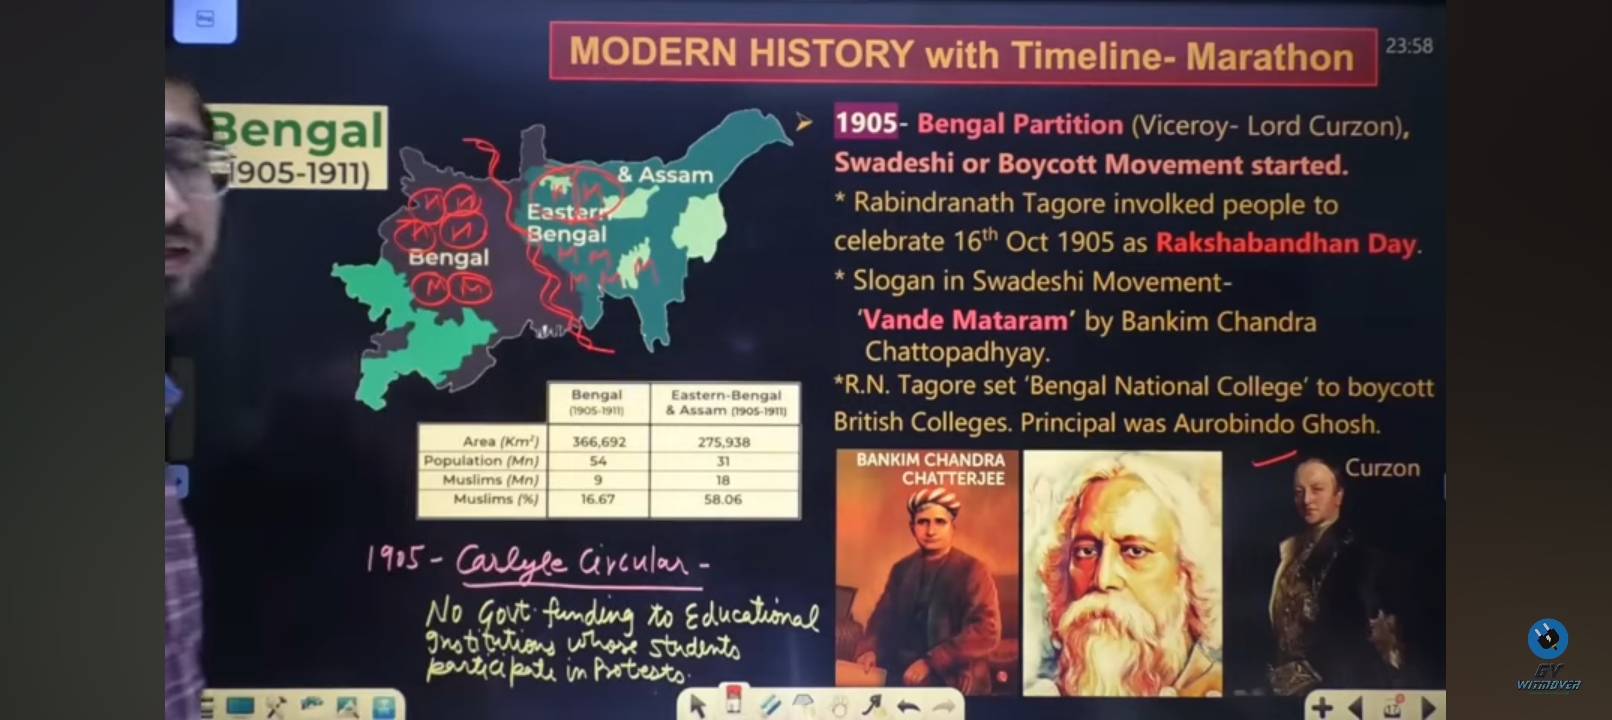 MODERN HISTORY with Timeline- Marathon
23:58
Bengal
(1905-1911)
& Assam
Eastern
Bengal
Bengal
M M
M M
M M
M M
M M M
M M M
1905- Bengal Partition (Viceroy- Lord Curzon),
Swadeshi or Boycott Movement started.
* Rabindranath Tagore involked people to
celebrate 16th Oct 1905 as Rakshabandhan Day.
* Slogan in Swadeshi Movement-
‘Vande Mataram’ by Bankim Chandra
Chattopadhyay.
*R.N. Tagore set ‘Bengal National College’ to boycott
British Colleges. Principal was Aurobindo Ghosh.
Bengal (1905-1911) Eastern-Bengal & Assam (1905-1911)
Area (Km²) 366,692 275,938
Population (Mn) 54 31
Muslims (Mn) 9 18
Muslims (%) 16.67 58.06
1905 - Carlyle Circular -
No Govt. funding to Educational
Institutions whose students
participate in Protests.
BANKIM CHANDRA
CHATTERJEE
Curzon
17
GY
WITMOVER